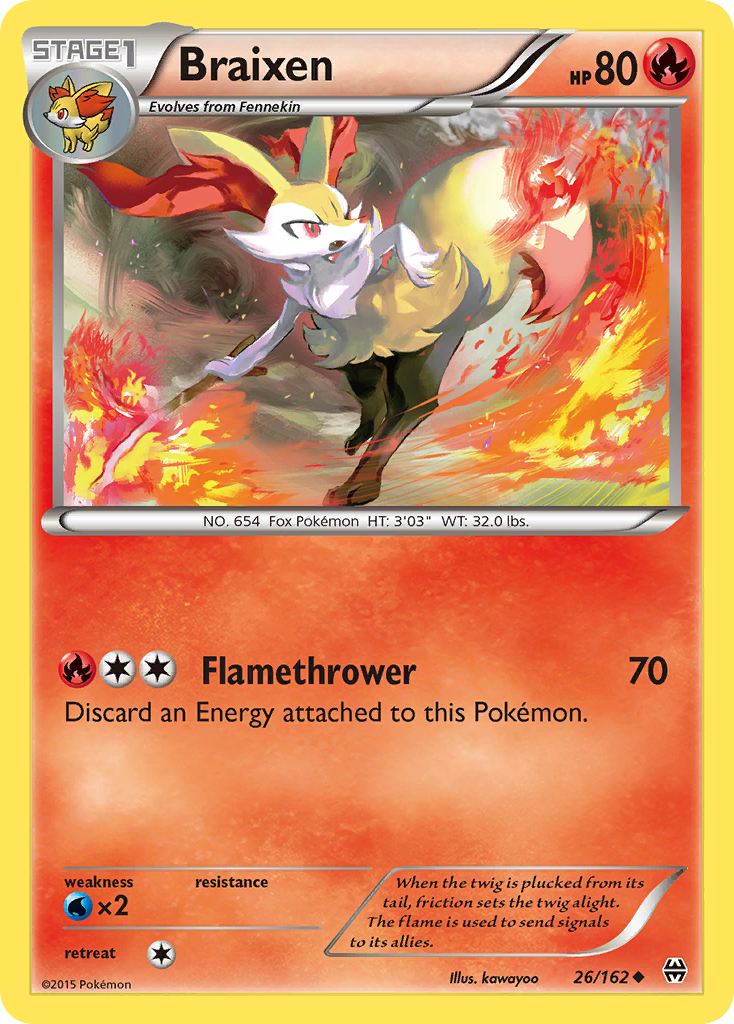 STAGE1
Braixen
HP 80
Evolves from Fennekin
NO. 654 Fox Pokémon HT: 3'03" WT: 32.0 lbs.
Flamethrower 70
Discard an Energy attached to this Pokémon.
weakness resistance
×2
retreat
When the twig is plucked from its
tail, friction sets the twig alight.
The flame is used to send signals
to its allies.
©2015 Pokémon
Illus. kawayoo 26/162